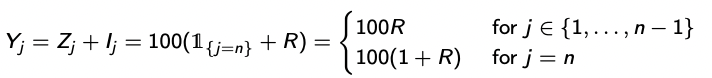 Y_j = Z_j + I_j = 100(𝟙_{j=n} + R) = { 100R for j ∈ {1, . . . , n − 1}
100(1 + R) for j = n